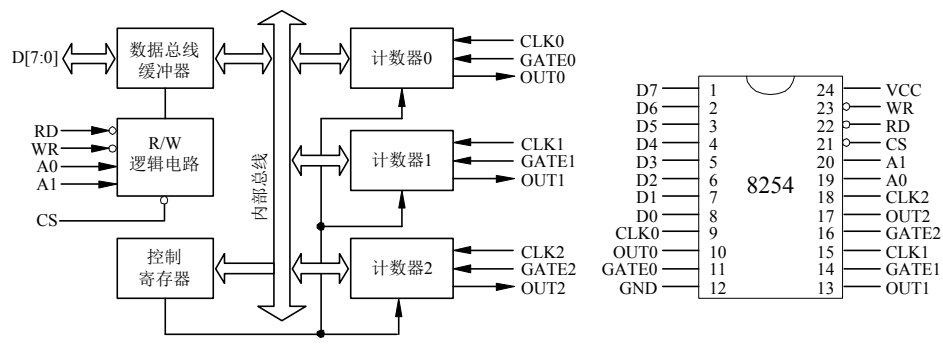 D[7:0]
数据总线
缓冲器
RD
WR
A0
A1
R/W
逻辑电路
CS
控制
寄存器
内部总线
计数器0
CLK0
GATE0
OUT0
计数器1
CLK1
GATE1
OUT1
计数器2
CLK2
GATE2
OUT2
8254
D7 1 24 VCC
D6 2 23 WR
D5 3 22 RD
D4 4 21 CS
D3 5 20 A1
D2 6 19 A0
D1 7 18 CLK2
D0 8 17 OUT2
CLK0 9 16 GATE2
OUT0 10 15 CLK1
GATE0 11 14 GATE1
GND 12 13 OUT1